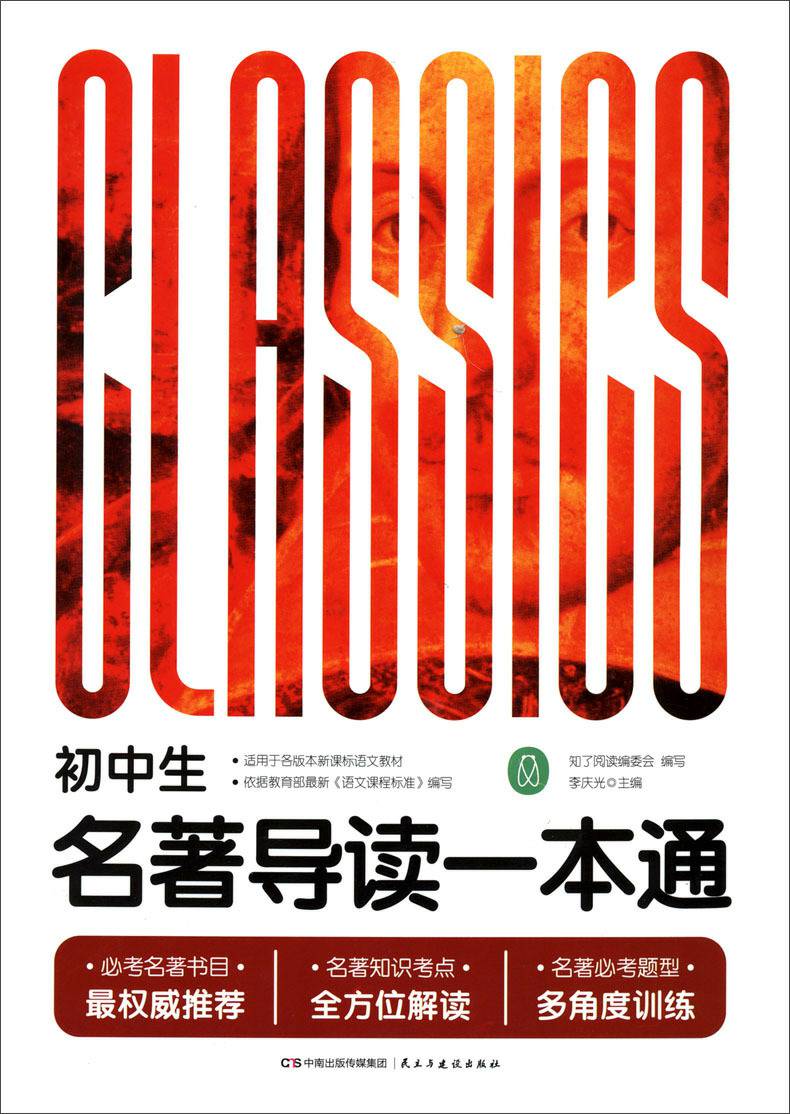 CLASSICS
初中生
• 适用于各版本新课标语文教材
• 依据教育部最新《语文课程标准》编写
知了阅读编委会 编写
李庆光◎主编
名著导读一本通
• 必考名著书目 •
最权威推荐
• 名著知识考点 •
全方位解读
• 名著必考题型 •
多角度训练
CTS 中南出版传媒集团 | 民主与建设出版社